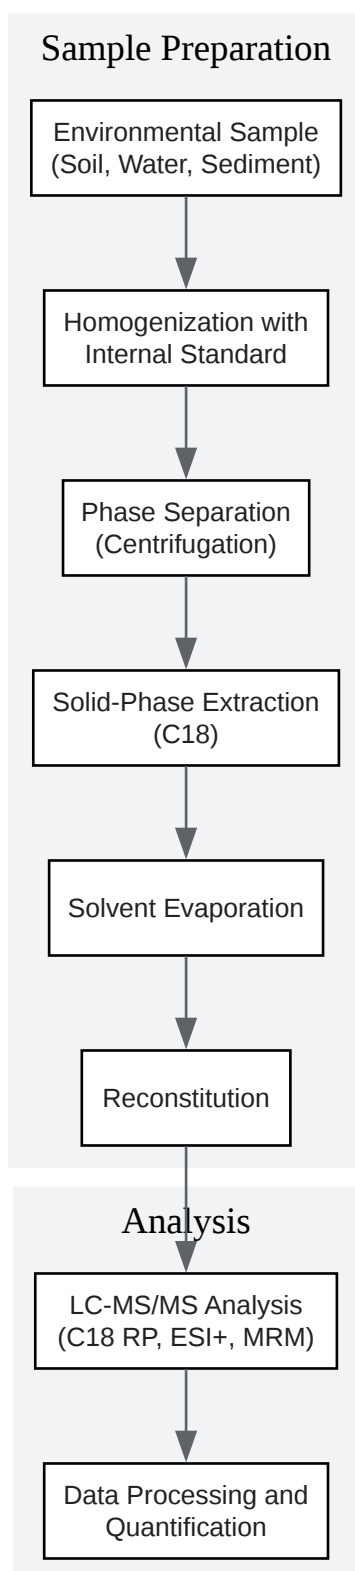 Sample Preparation
Environmental Sample
(Soil, Water, Sediment)
Homogenization with
Internal Standard
Phase Separation
(Centrifugation)
Solid-Phase Extraction
(C18)
Solvent Evaporation
Reconstitution
Analysis
LC-MS/MS Analysis
(C18 RP, ESI+, MRM)
Data Processing and
Quantification